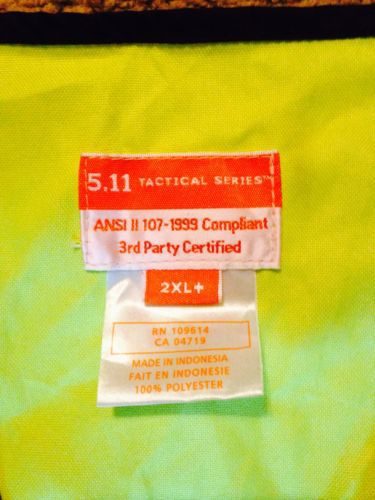 5.11 TACTICAL SERIES™
ANSI II 107-1999 Compliant
3rd Party Certified
2XL+
RN 109614
CA 04719
MADE IN INDONESIA
FAIT EN INDONESIE
100% POLYESTER